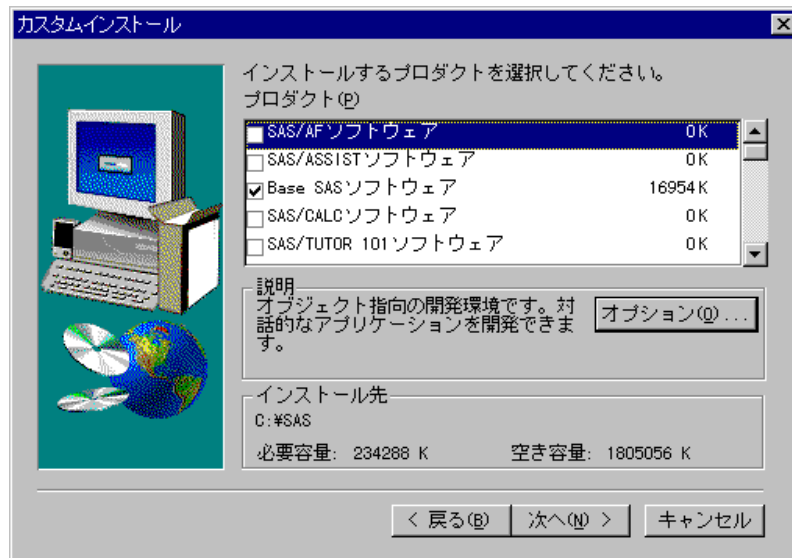 カスタムインストール
インストールするプロダクトを選択してください。
プロダクト(P)
SAS/AFソフトウェア 0K
SAS/ASSISTソフトウェア 0K
Base SASソフトウェア 16954K
SAS/CALCソフトウェア 0K
SAS/TUTOR 101ソフトウェア 0K
説明
オブジェクト指向の開発環境です。対
話的なアプリケーションを開発できま
す。
オプション(O)...
インストール先
C:¥SAS
必要容量: 234288 K 空き容量: 1805056 K
< 戻る(B) 次へ(N) > キャンセル